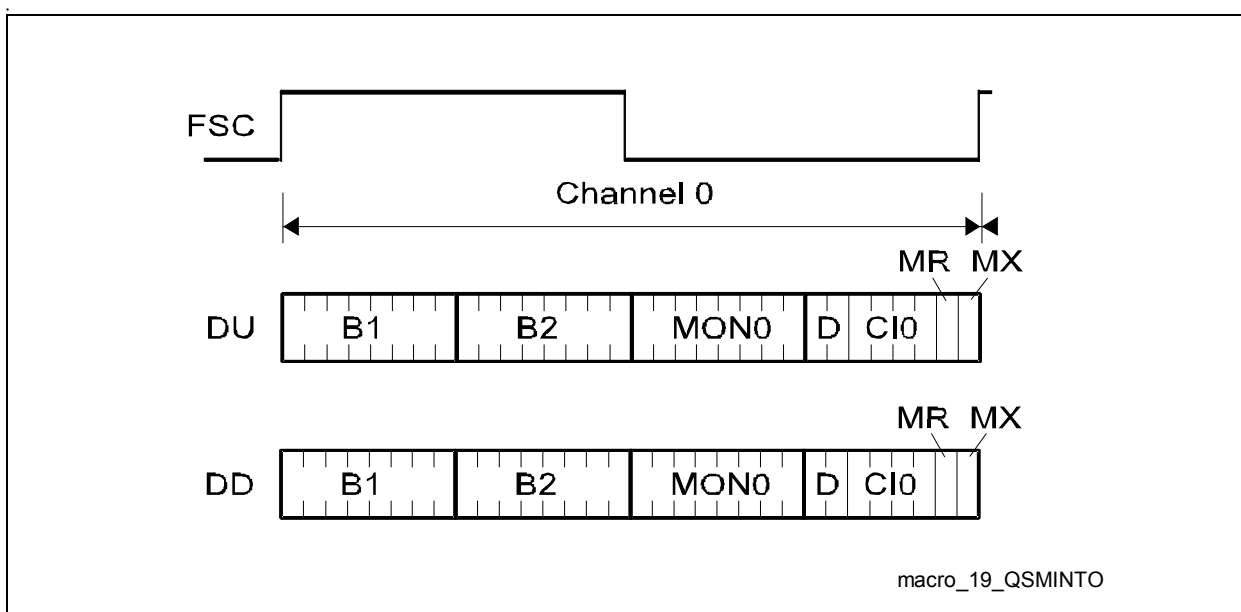 FSC
Channel 0
MR MX
DU B1 B2 MON0 D CI0
MR MX
DD B1 B2 MON0 D CI0
macro_19_QSMINTO